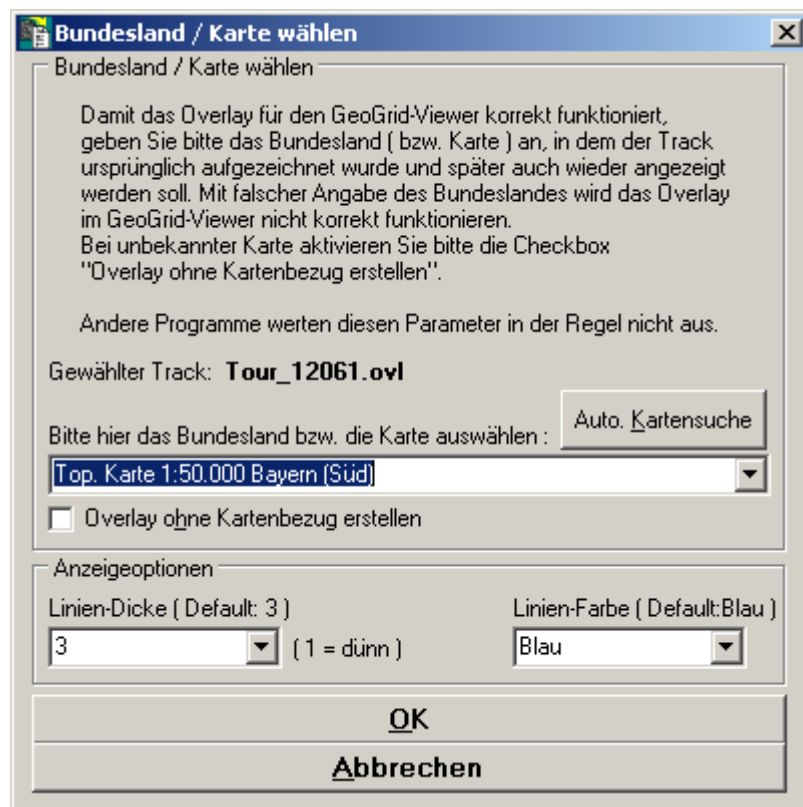 Bundesland / Karte wählen
Bundesland / Karte wählen
Damit das Overlay für den GeoGrid-Viewer korrekt funktioniert,
geben Sie bitte das Bundesland ( bzw. Karte ) an, in dem der Track
ursprünglich aufgezeichnet wurde und später auch wieder angezeigt
werden soll. Mit falscher Angabe des Bundeslandes wird das Overlay
im GeoGrid-Viewer nicht korrekt funktionieren.
Bei unbekannter Karte aktivieren Sie bitte die Checkbox
"Overlay ohne Kartenbezug erstellen".
Andere Programme werten diesen Parameter in der Regel nicht aus.
Gewählter Track: Tour_12061.ovl
Auto. Kartensuche
Bitte hier das Bundesland bzw. die Karte auswählen :
Top. Karte 1:50.000 Bayern (Süd)
Overlay ohne Kartenbezug erstellen
Anzeigeoptionen
Linien-Dicke ( Default: 3 ) Linien-Farbe ( Default:Blau )
3 ( 1 = dünn ) Blau
OK
Abbrechen